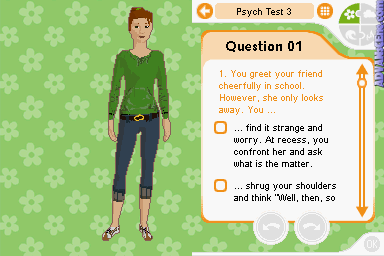 Psych Test 3
Question 01
1. You greet your friend
cheerfully in school.
However, she only looks
away. You ...
... find it strange and
worry. At recess, you
confront her and ask
what is the matter.
... shrug your shoulders
and think "Well, then, so
OK